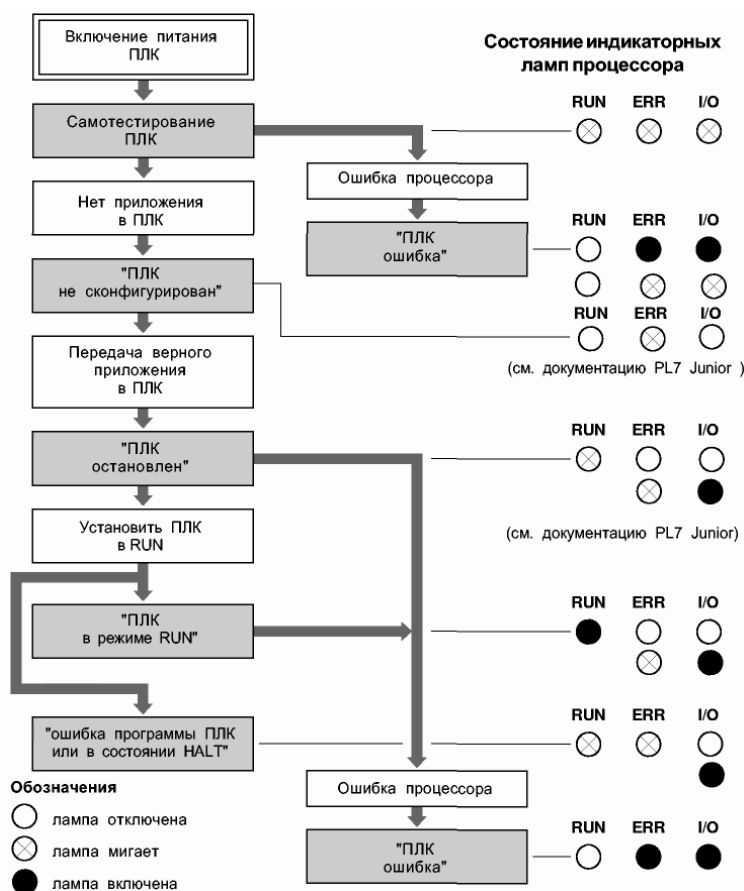 Включение питания
ПЛК
Состояние индикаторных
ламп процессора
RUN ERR I/O
Самотестирование
ПЛК
Ошибка процессора
Нет приложения
в ПЛК
RUN ERR I/O
"ПЛК
ошибка"
"ПЛК
не сконфигурирован"
RUN ERR I/O
(см. документацию PL7 Junior )
Передача верного
приложения
в ПЛК
RUN ERR I/O
"ПЛК
остановлен"
Установить ПЛК
в RUN
(см. документацию PL7 Junior)
RUN ERR I/O
"ПЛК
в режиме RUN"
RUN ERR I/O
"ошибка программы ПЛК
или в состоянии HALT"
Обозначения
лампа отключена
лампа мигает
лампа включена
Ошибка процессора
RUN ERR I/O
"ПЛК
ошибка"